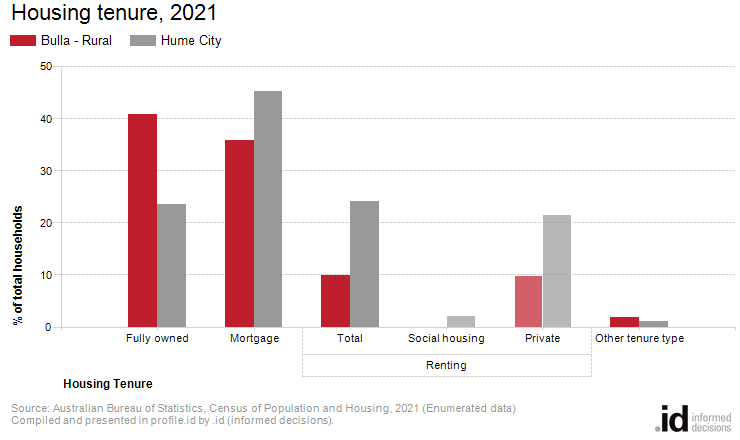 Housing tenure, 2021
Bulla - Rural Hume City
50
40
30
20
10
0
% of total households
Fully owned Mortgage Total Social housing Private Other tenure type
Renting
Housing Tenure
Source: Australian Bureau of Statistics, Census of Population and Housing, 2021 (Enumerated data)
Compiled and presented in profile.id by .id (informed decisions).
.id informed
decisions